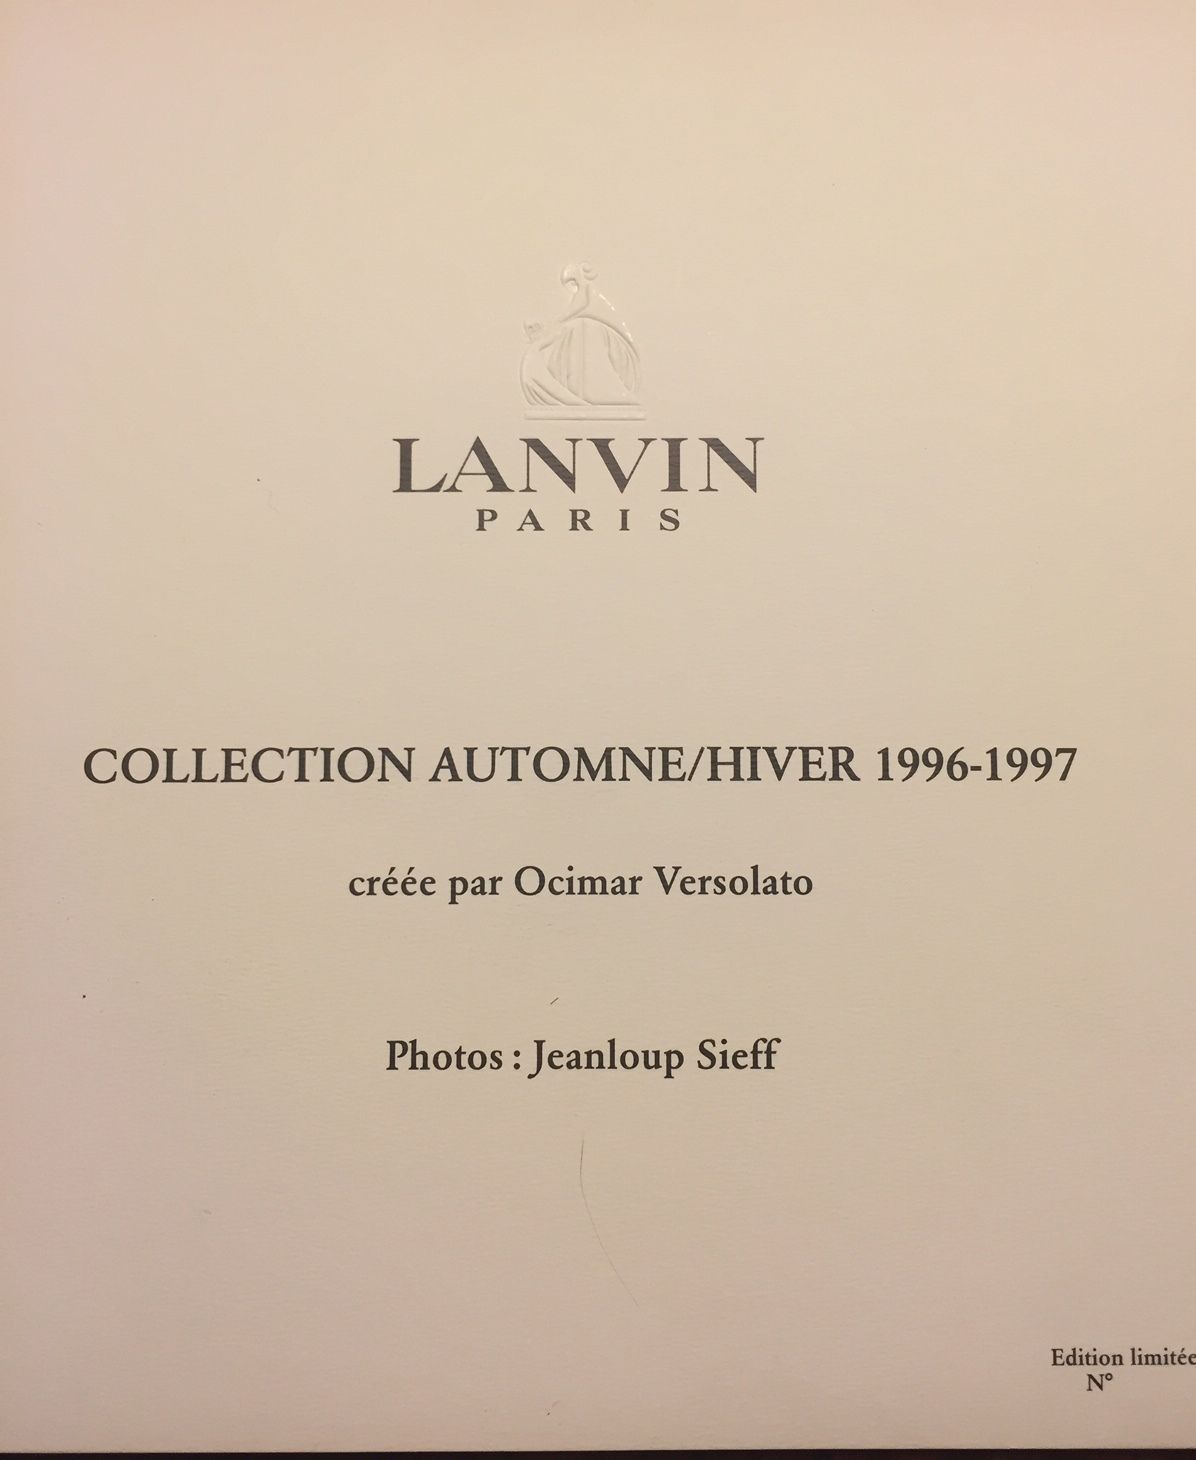 LANVIN
PARIS
COLLECTION AUTOMNE/HIVER 1996-1997
créée par Ocimar Versolato
Photos : Jeanloup Sieff
Edition limitée
N°